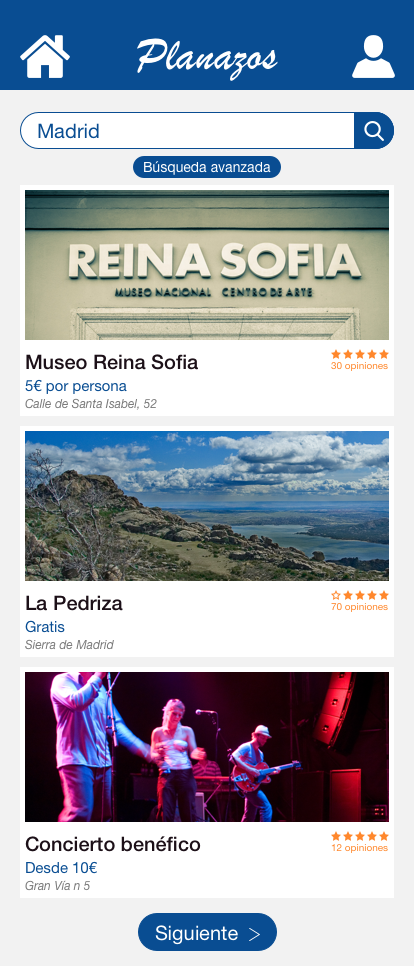 Planazos
Madrid
Búsqueda avanzada
REINA SOFIA
MUSEO NACIONAL CENTRO DE ARTE
Museo Reina Sofia
30 opiniones
5€ por persona
Calle de Santa Isabel, 52
La Pedriza
70 opiniones
Gratis
Sierra de Madrid
Concierto benéfico
12 opiniones
Desde 10€
Gran Vía n 5
Siguiente >